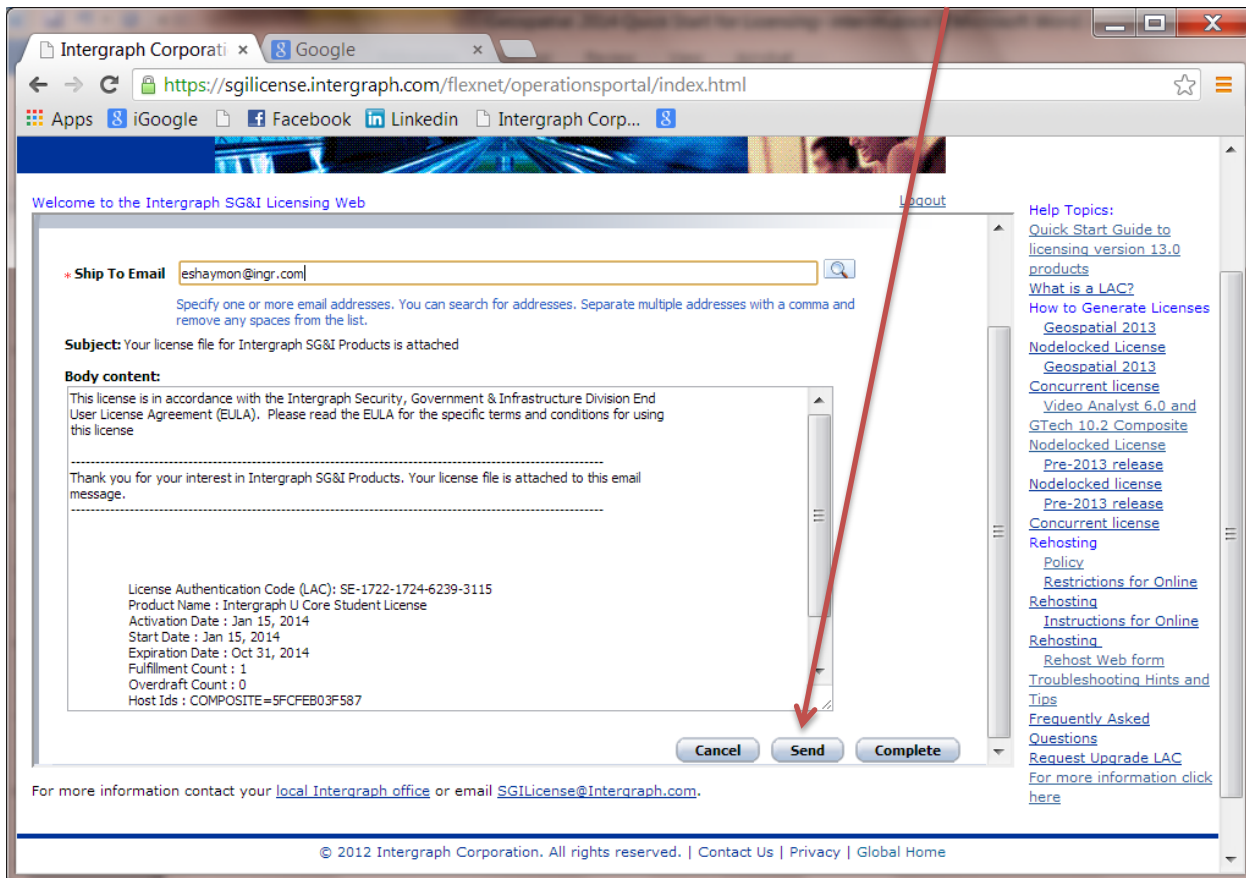 Intergraph Corporati
Google
https://sgilicense.intergraph.com/flexnet/operationsportal/index.html
Apps iGoogle Facebook Linkedin Intergraph Corp...
Welcome to the Intergraph SG&I Licensing Web
Logout
* Ship To Email eshaymon@ingr.com
Specify one or more email addresses. You can search for addresses. Separate multiple addresses with a comma and
remove any spaces from the list.
Subject: Your license file for Intergraph SG&I Products is attached
Body content:
This license is in accordance with the Intergraph Security, Government & Infrastructure Division End
User License Agreement (EULA). Please read the EULA for the specific terms and conditions for using
this license
Thank you for your interest in Intergraph SG&I Products. Your license file is attached to this email
message.
License Authentication Code (LAC): SE-1722-1724-6239-3115
Product Name : Intergraph U Core Student License
Activation Date : Jan 15, 2014
Start Date : Jan 15, 2014
Expiration Date : Oct 31, 2014
Fulfillment Count : 1
Overdraft Count : 0
Host Ids : COMPOSITE=5FCFEB03F587
Cancel Send Complete
Help Topics:
Quick Start Guide to
licensing version 13.0
products
What is a LAC?
How to Generate Licenses
Geospatial 2013
Nodelocked License
Geospatial 2013
Concurrent license
Video Analyst 6.0 and
GTech 10.2 Composite
Nodelocked License
Pre-2013 release
Nodelocked license
Pre-2013 release
Concurrent license
Rehosting
Policy
Restrictions for Online
Rehosting
Instructions for Online
Rehosting
Rehost Web form
Troubleshooting Hints and
Tips
Frequently Asked
Questions
Request Upgrade LAC
For more information click
here
For more information contact your local Intergraph office or email SGILicense@Intergraph.com.
© 2012 Intergraph Corporation. All rights reserved. | Contact Us | Privacy | Global Home